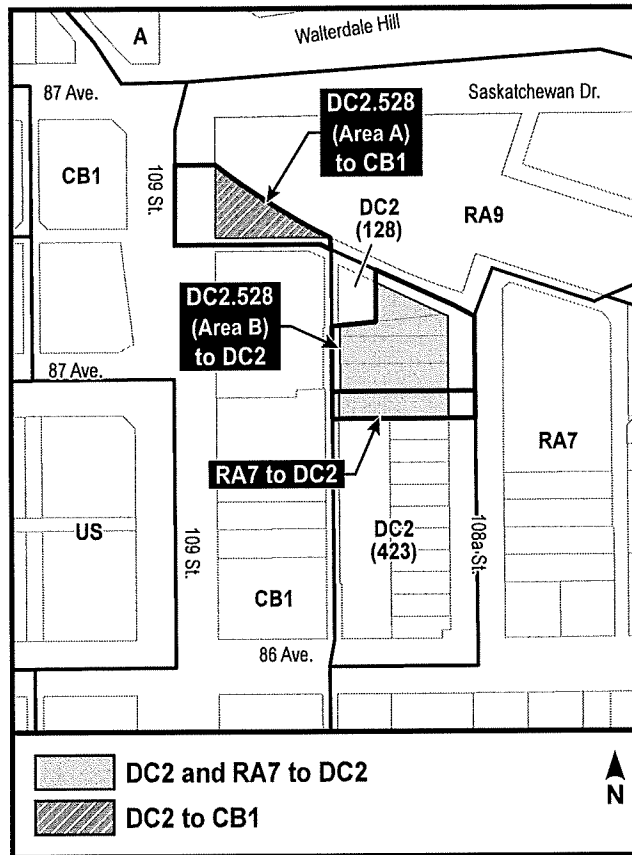 A
Walterdale Hill
87 Ave.
Saskatchewan Dr.
DC2.528
(Area A)
to CB1
CB1
109 St.
DC2
(128)
RA9
DC2.528
(Area B)
to DC2
87 Ave.
RA7 to DC2
RA7
US
109 St.
DC2
(423)
108a St.
CB1
86 Ave.
DC2 and RA7 to DC2
DC2 to CB1
N